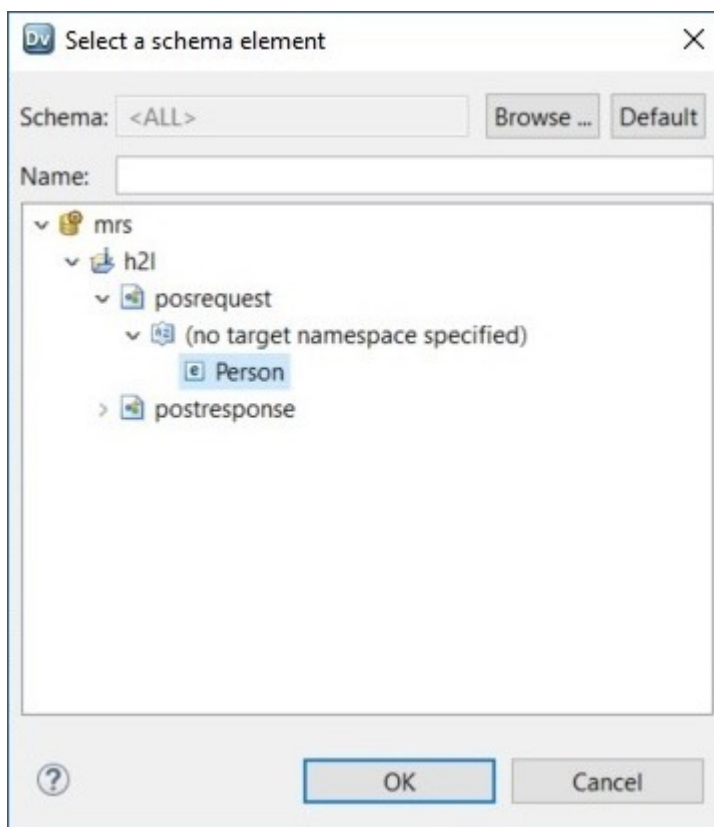 Dv Select a schema element
Schema: <ALL> Browse ... Default
Name:
mrs
h2l
posrequest
(no target namespace specified)
e Person
postresponse
? OK Cancel